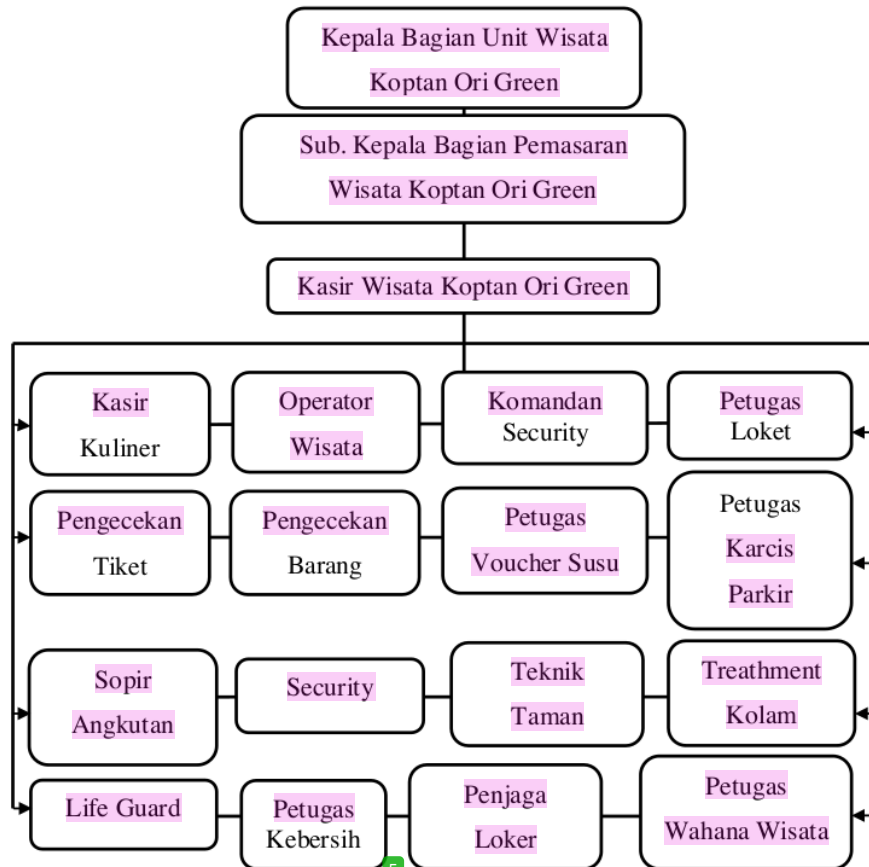 Kepala Bagian Unit Wisata
Koptan Ori Green
Sub. Kepala Bagian Pemasaran
Wisata Koptan Ori Green
Kasir Wisata Koptan Ori Green
Kasir
Kuliner
Operator
Wisata
Komandan
Security
Petugas
Loket
Pengecekan
Tiket
Pengecekan
Barang
Petugas
Voucher Susu
Petugas
Karcis
Parkir
Sopir
Angkutan
Security
Teknik
Taman
Treathment
Kolam
Life Guard
Petugas
Kebersih
Penjaga
Loker
Petugas
Wahana Wisata